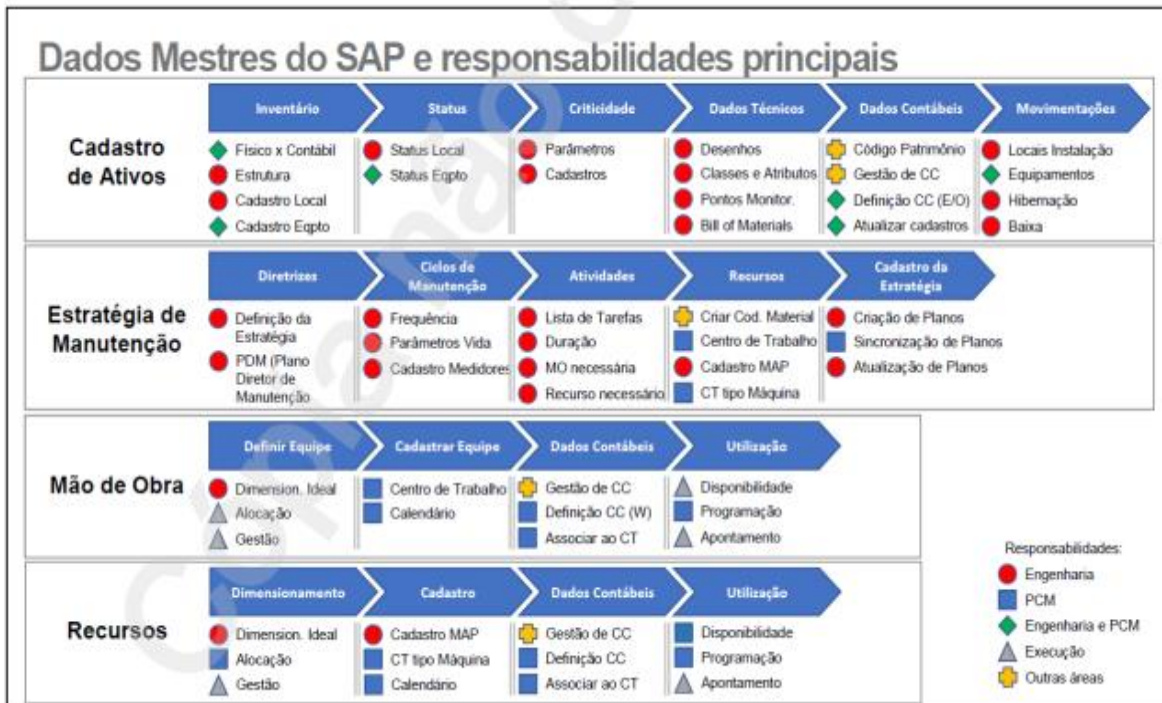 Dados Mestres do SAP e responsabilidades principais
Cadastro
de Ativos
Inventário
Status
Criticidade
Dados Técnicos
Dados Contábeis
Movimentações
Físico x Contábil
Estrutura
Cadastro Local
Cadastro Eqpto
Status Local
Status Eqpto
Parâmetros
Cadastros
Desenhos
Classes e Atributos
Pontos Monitor.
Bill of Materials
Código Patrimônio
Gestão de CC
Definição CC (E/O)
Atualizar cadastros
Locais Instalação
Equipamentos
Hibernação
Baixa
Estratégia de
Manutenção
Diretrizes
Ciclos de
Manutenção
Atividades
Recursos
Cadastro da
Estratégia
Definição da
Estratégia
PDM (Plano
Diretor de
Manutenção
Frequência
Parâmetros Vida
Cadastro Medidores
Lista de Tarefas
Duração
MO necessária
Recurso necessário
Criar Cod. Material
Centro de Trabalho
Cadastro MAP
CT tipo Máquina
Criação de Planos
Sincronização de Planos
Atualização de Planos
Mão de Obra
Definir Equipe
Cadastrar Equipe
Dados Contábeis
Utilização
Dimension. Ideal
Alocação
Gestão
Centro de Trabalho
Calendário
Gestão de CC
Definição CC (W)
Associar ao CT
Disponibilidade
Programação
Apontamento
Recursos
Dimensionamento
Cadastro
Dados Contábeis
Utilização
Dimension. Ideal
Alocação
Gestão
Cadastro MAP
CT tipo Máquina
Calendário
Gestão de CC
Definição CC
Associar ao CT
Disponibilidade
Programação
Apontamento
Responsabilidades:
Engenharia
PCM
Engenharia e PCM
Execução
Outras áreas